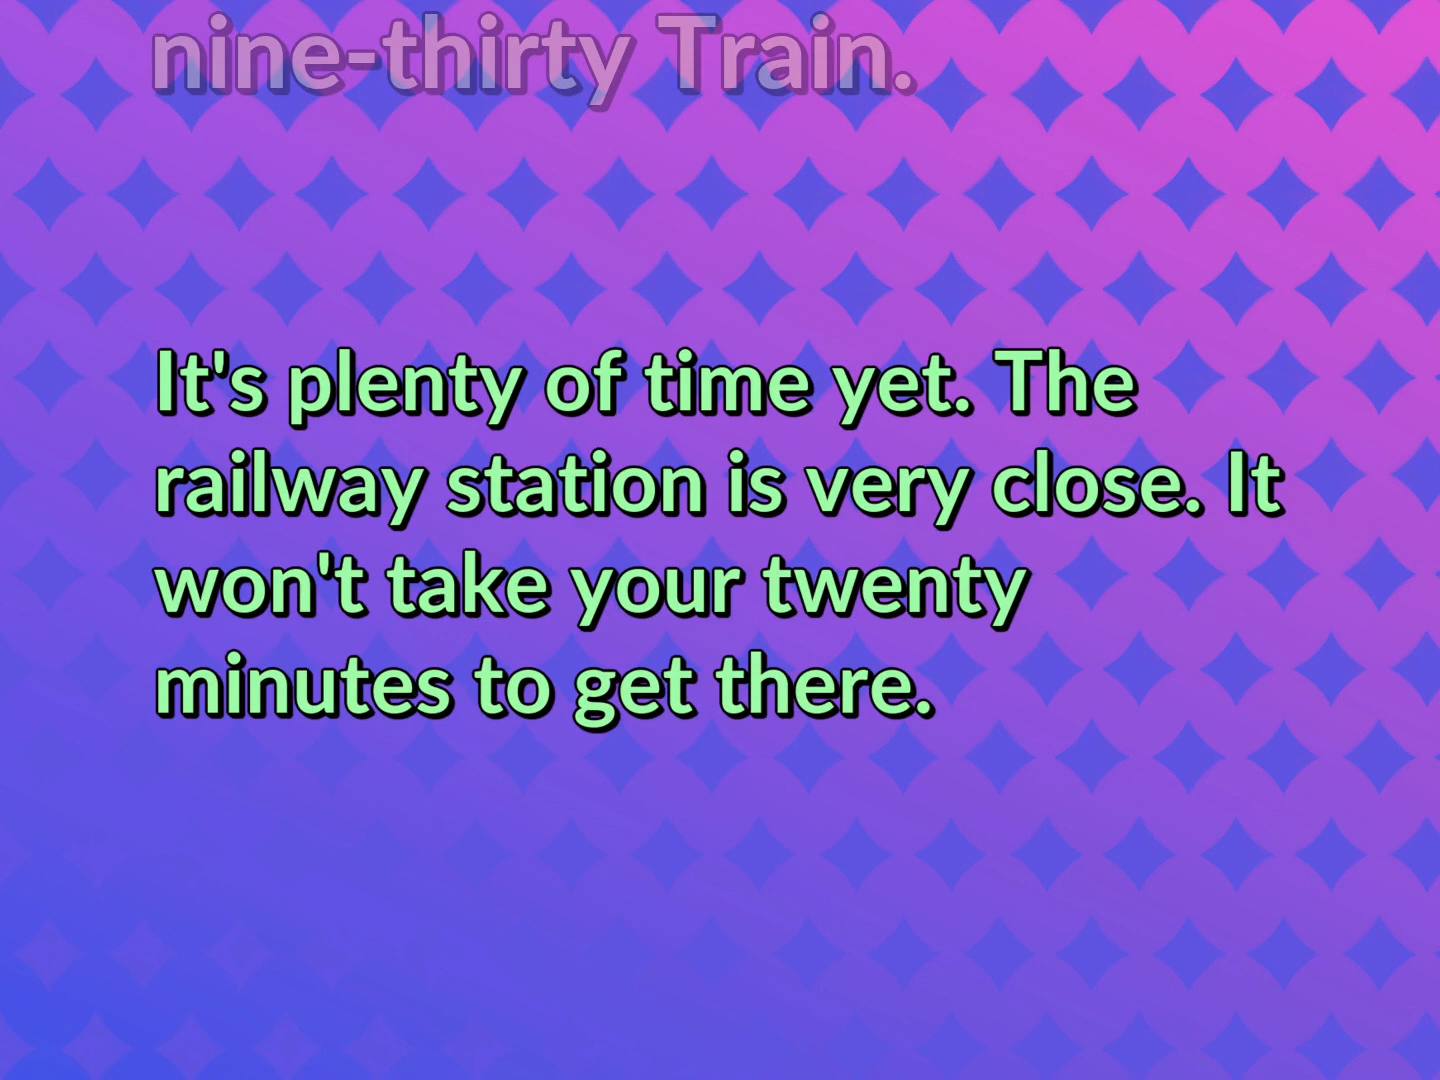 nine-thirty Train.
It's plenty of time yet. The
railway station is very close. It
won't take your twenty
minutes to get there.